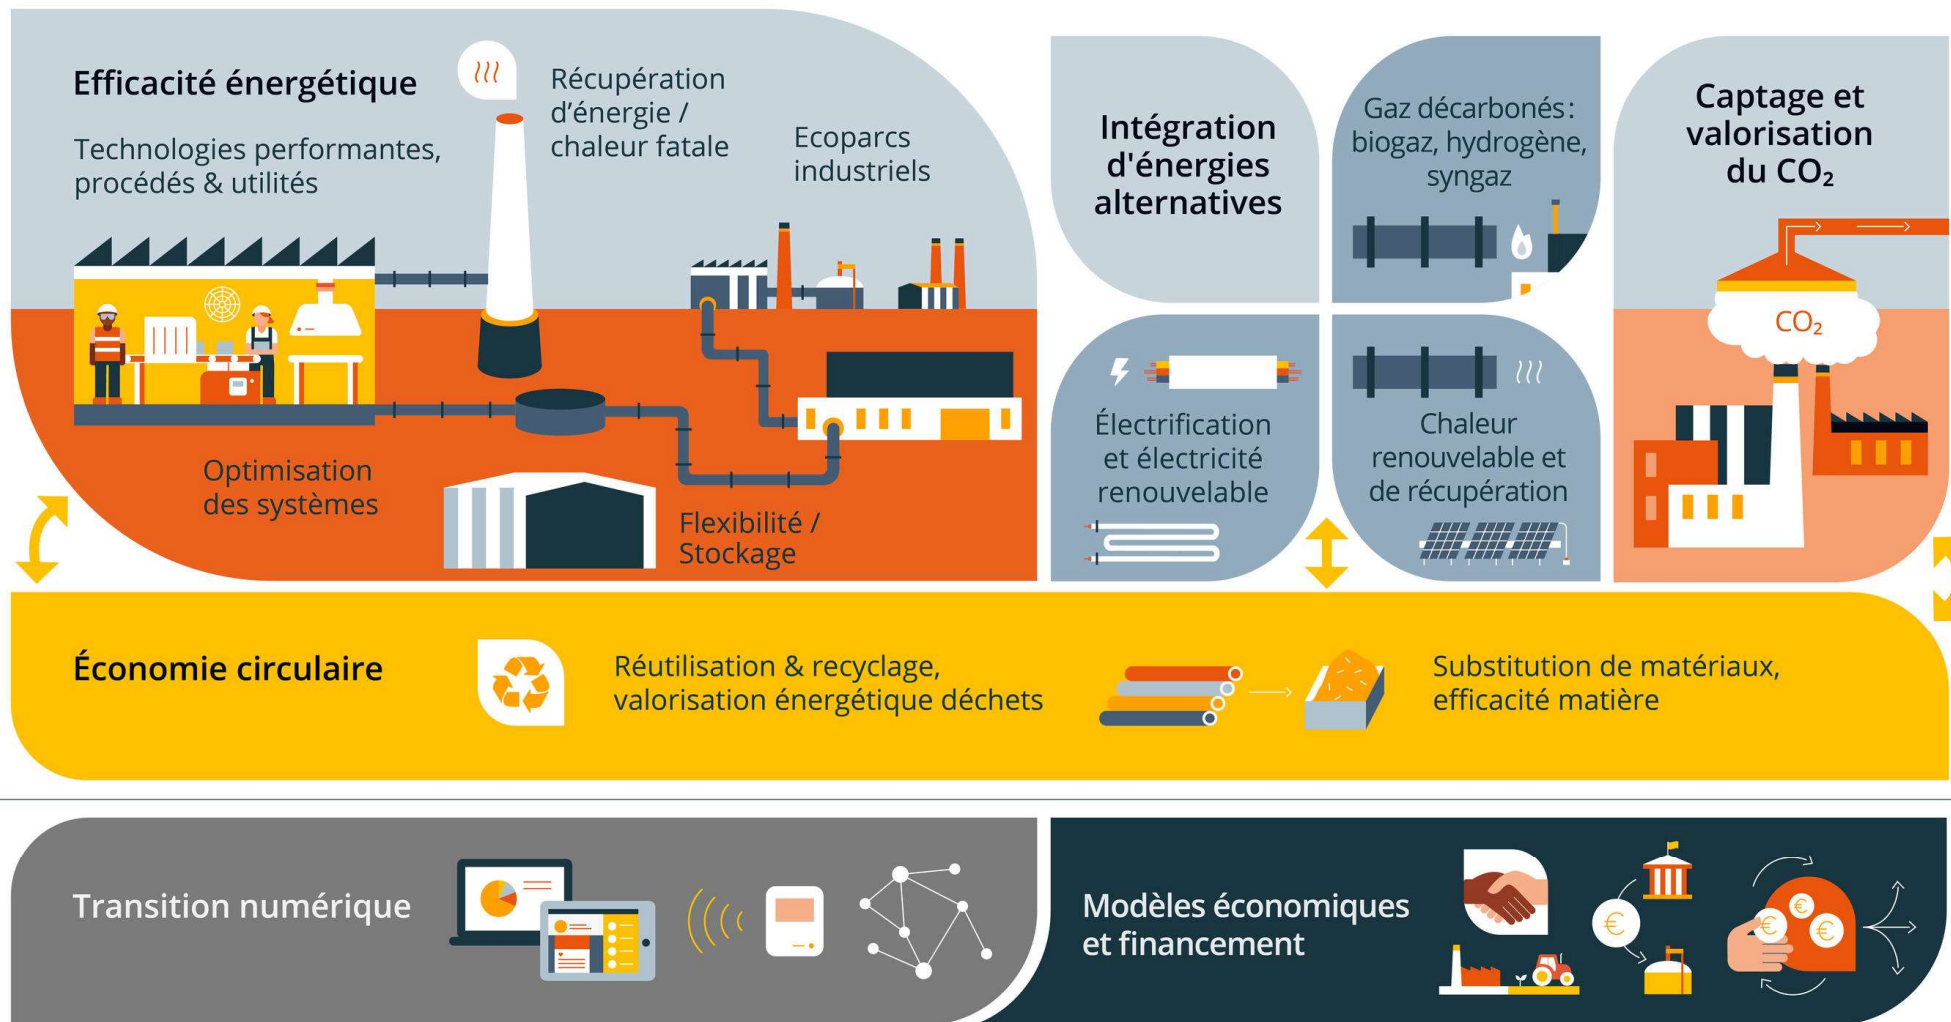 Efficacité énergétique
Technologies performantes,
procédés & utilités
Récupération
d’énergie /
chaleur fatale
Ecoparcs
industriels
Optimisation
des systèmes
Flexibilité /
Stockage
Intégration
d'énergies
alternatives
Gaz décarbonés :
biogaz, hydrogène,
syngaz
Électrification
et électricité
renouvelable
Chaleur
renouvelable et
de récupération
Captage et
valorisation
du CO₂
CO₂
Économie circulaire
Réutilisation & recyclage,
valorisation énergétique déchets
Substitution de matériaux,
efficacité matière
Transition numérique
Modèles économiques
et financement
€
€
€
€